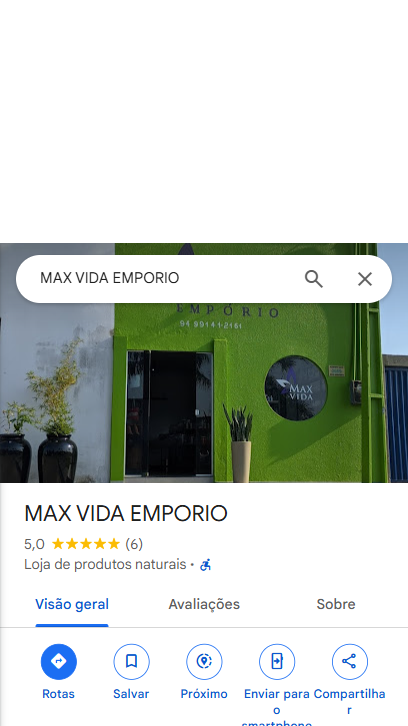 MAX VIDA EMPORIO
EMPÓRIO
94 99141-2161
MAX
VIDA
MAX VIDA EMPORIO
5,0 ★★★★★ (6)
Loja de produtos naturais ·
Visão geral
Avaliações
Sobre
Rotas
Salvar
Próximo
Enviar para
o
smartphone
Compartilha
r